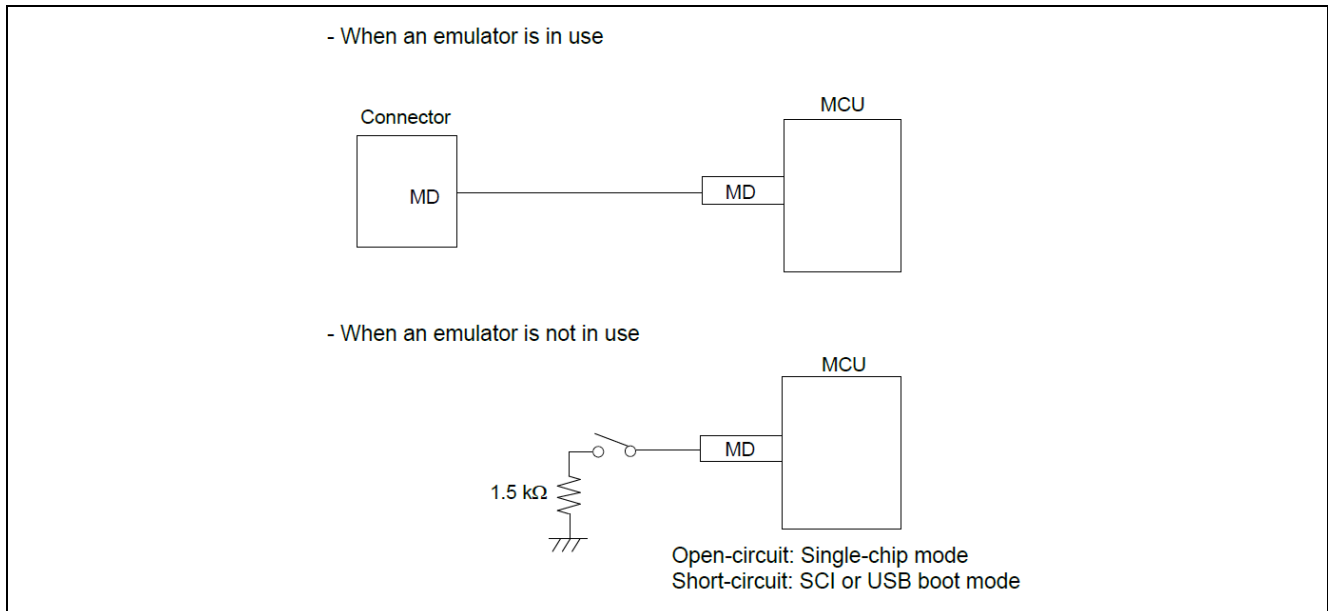 - When an emulator is in use
Connector
MCU
MD
MD
- When an emulator is not in use
MCU
MD
1.5 kΩ
Open-circuit: Single-chip mode
Short-circuit: SCI or USB boot mode